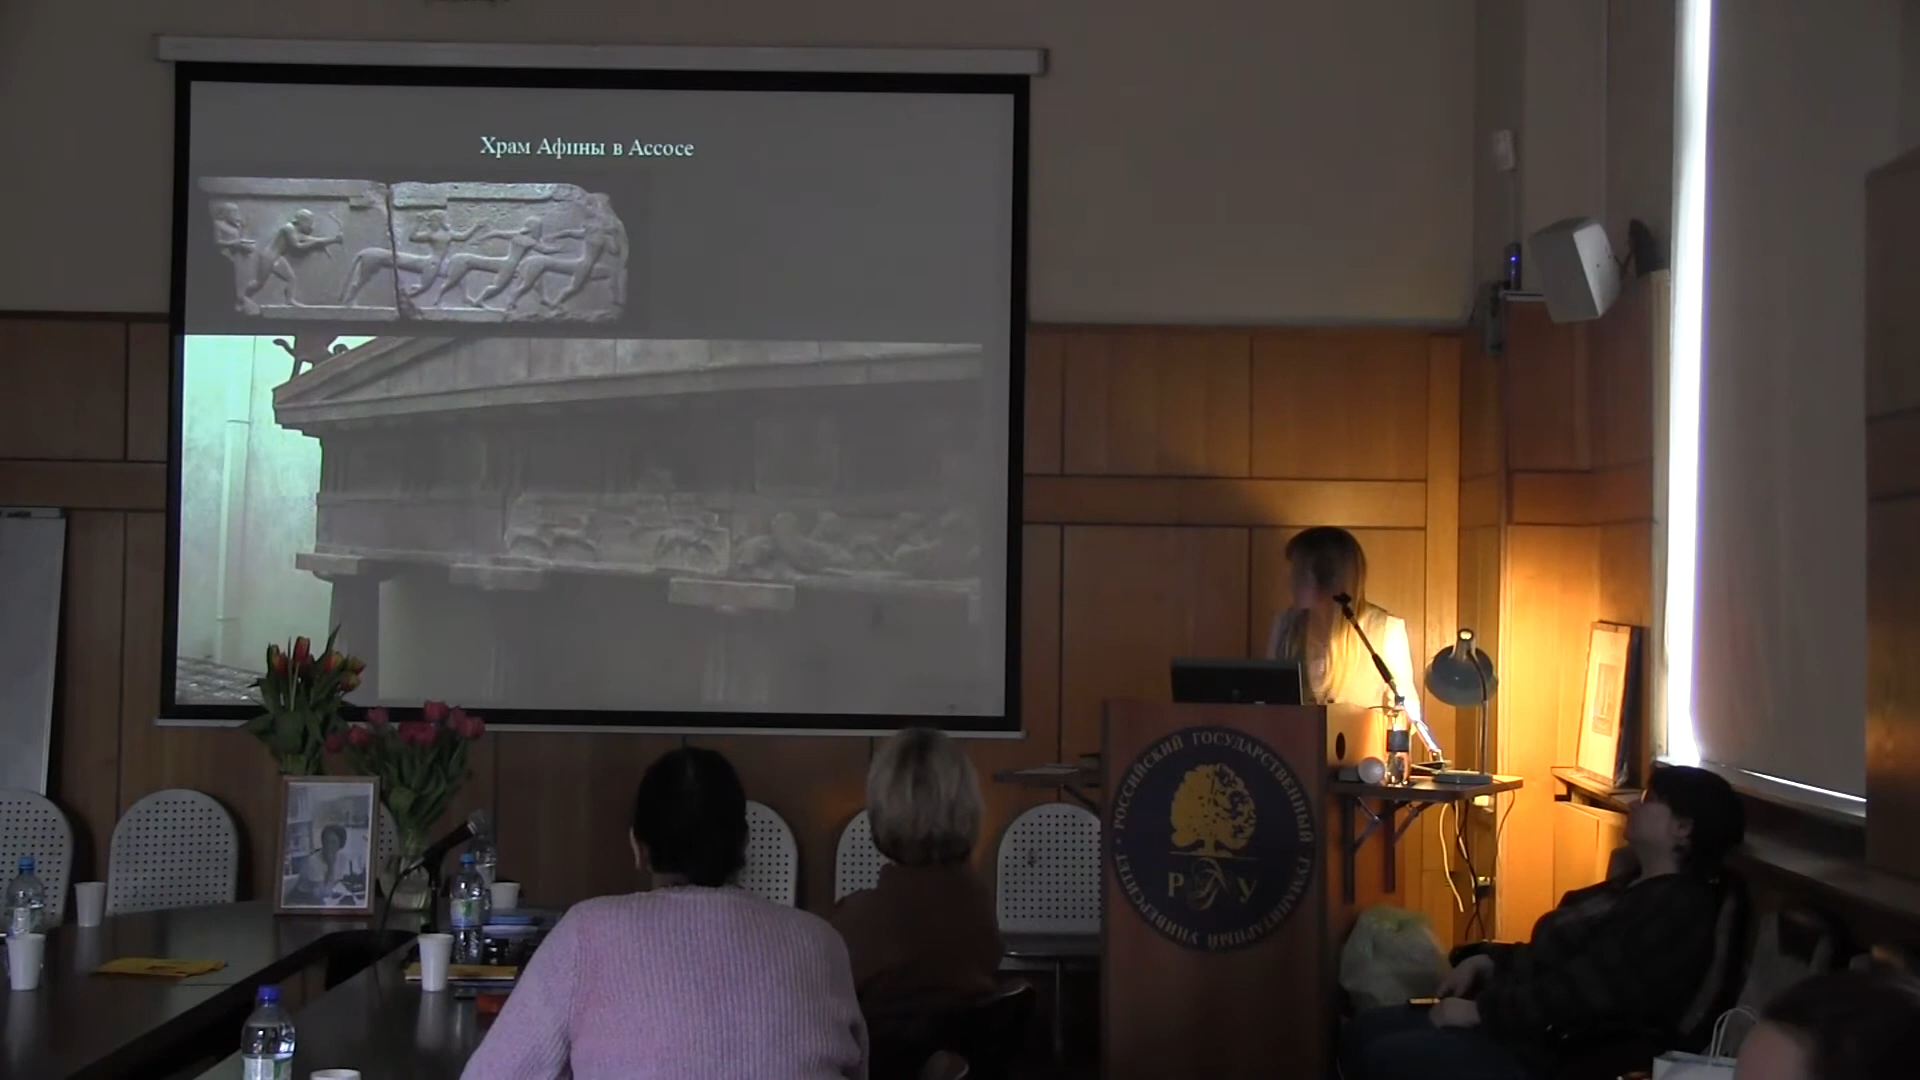 Храм Афины в Ассосе
РОССИЙСКИЙ ГОСУДАРСТВЕННЫЙ ГУМАНИТАРНЫЙ УНИВЕРСИТЕТ •
РГГУ